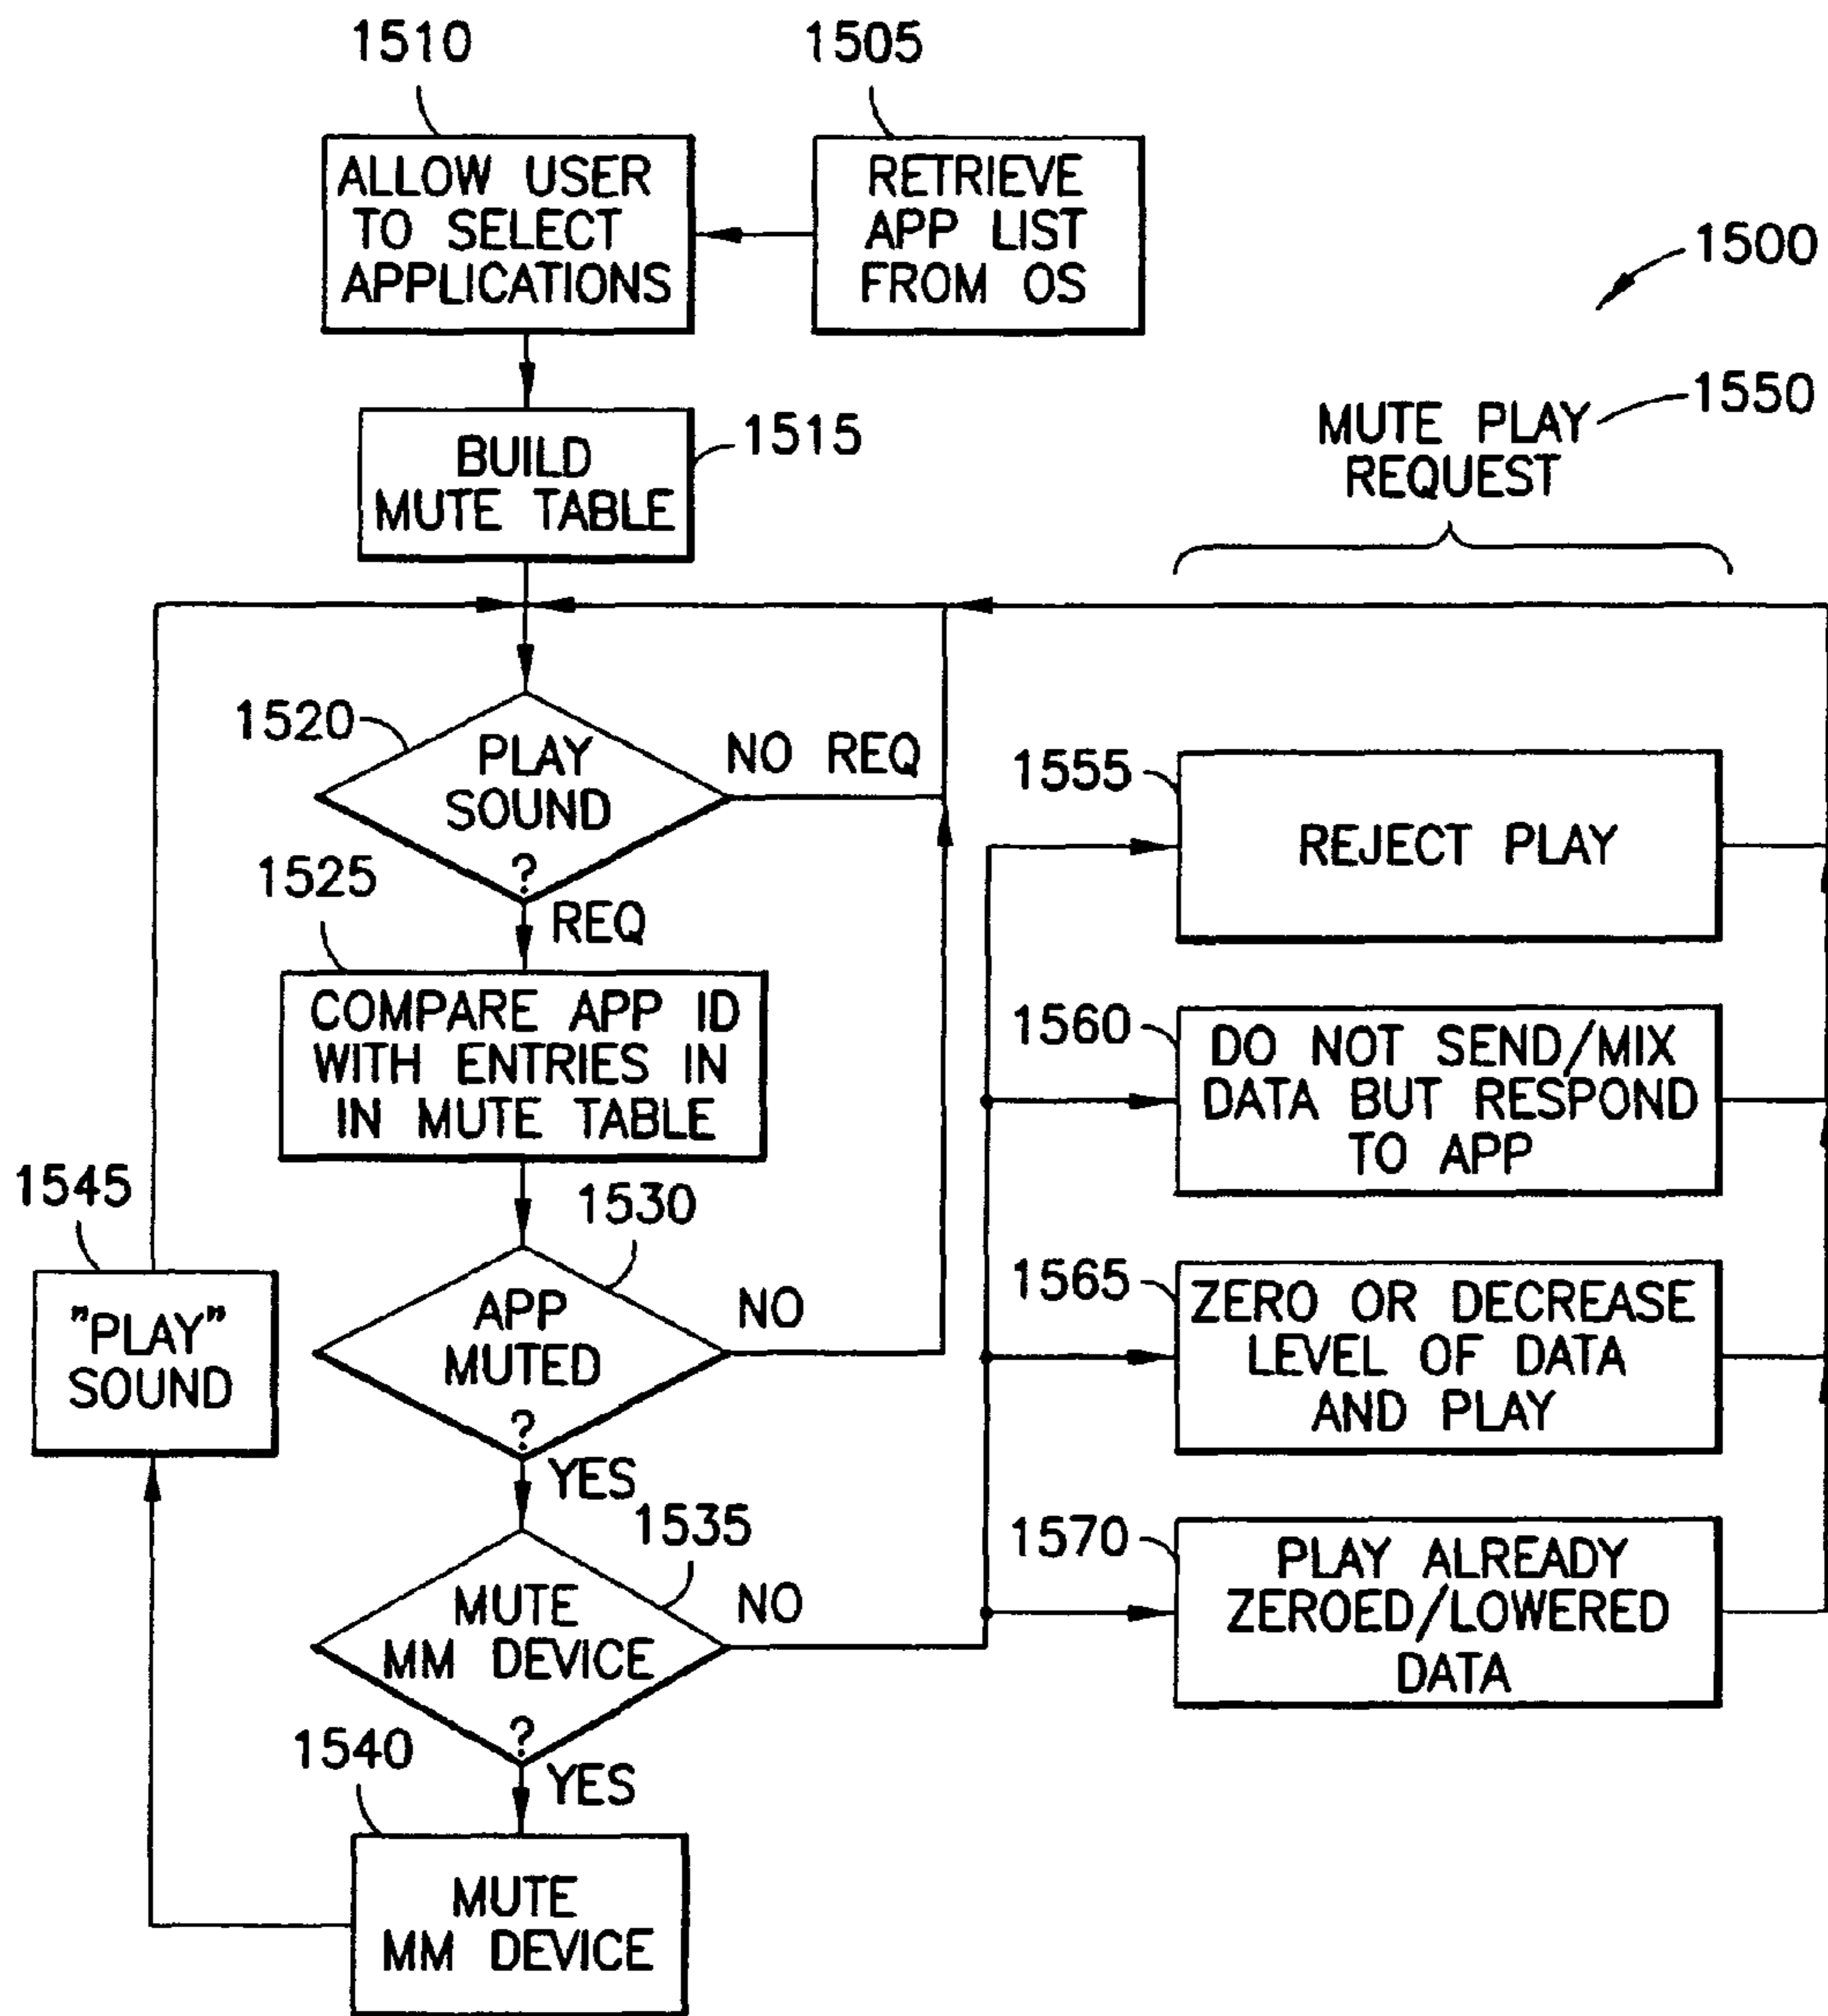 1510
1505
ALLOW USER
TO SELECT
APPLICATIONS
RETRIEVE
APP LIST
FROM OS
1500
1550
MUTE PLAY
REQUEST
BUILD
MUTE TABLE
1515
1520
PLAY
SOUND
?
NO REQ
REQ
1525
COMPARE APP ID
WITH ENTRIES IN
IN MUTE TABLE
1530
APP
MUTED
?
NO
YES
1545
"PLAY"
SOUND
1535
MUTE
MM DEVICE
?
NO
YES
1540
MUTE
MM DEVICE
1555
REJECT PLAY
1560
DO NOT SEND/MIX
DATA BUT RESPOND
TO APP
1565
ZERO OR DECREASE
LEVEL OF DATA
AND PLAY
1570
PLAY ALREADY
ZEROED/LOWERED
DATA